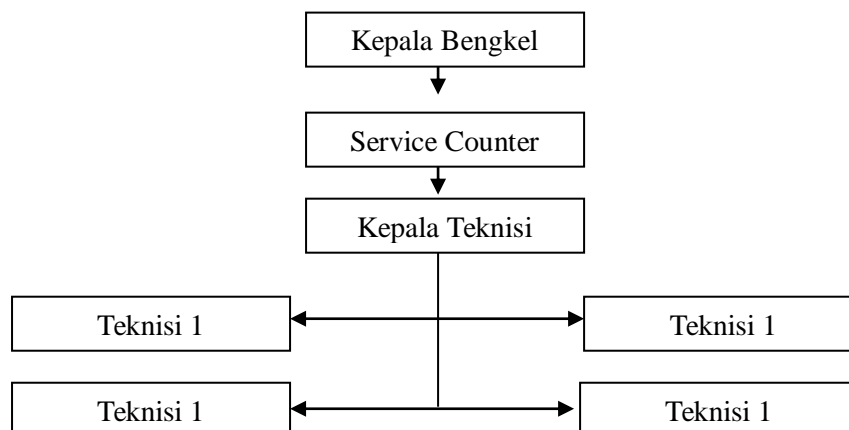 Kepala Bengkel
Service Counter
Kepala Teknisi
Teknisi 1
Teknisi 1
Teknisi 1
Teknisi 1